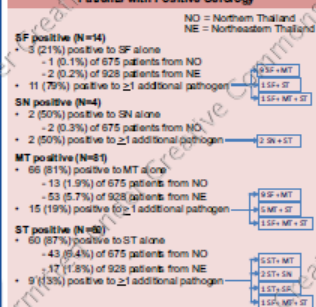 Patients with Positive Serology
NO = Northern Thailand
NE = Northeastern Thailand
SF positive (N=14)
• 3 (21%) positive to SF alone
- 1 (0.1%) of 675 patients from NO
- 2 (0.2%) of 928 patients from NE
• 11 (79%) positive to >1 additional pathogen
9 SF + MT
1 SF + ST
1 SF + MT + ST
SN positive (N=4)
• 2 (50%) positive to SN alone
- 2 (0.3%) of 675 patients from NO
• 2 (50%) positive to >1 additional pathogen
2 SN + ST
MT positive (N=81)
• 66 (81%) positive to MT alone
- 13 (1.9%) of 675 patients from NO
- 53 (5.7%) of 928 patients from NE
• 15 (19%) positive to > 1 additional pathogen
9 SF + MT
5 MT + ST
1 SF + MT + ST
ST positive (N=69)
• 60 (87%) positive to ST alone
- 43 (6.4%) of 675 patients from NO
- 17 (1.8%) of 928 patients from NE
• 9 (13%) positive to >1 additional pathogen
5 ST + MT
2 ST + SN
1 ST + SF
1 SF + MT + ST
Creative Commons